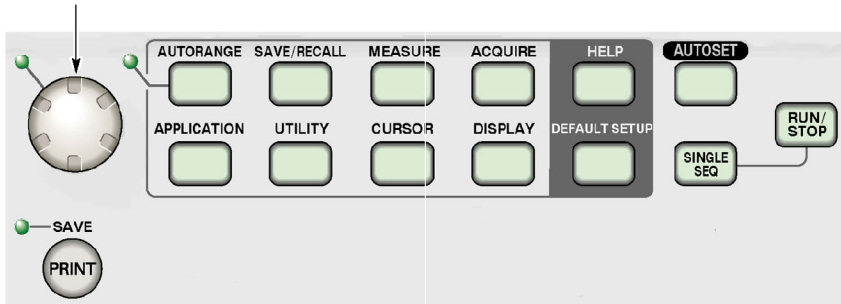 AUTORANGE SAVE/RECALL MEASURE ACQUIRE HELP AUTOSET
APPLICATION UTILITY CURSOR DISPLAY DEFAULT SETUP
RUN/
STOP
SINGLE
SEQ
SAVE
PRINT